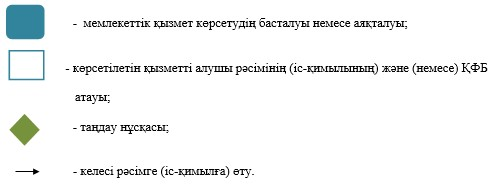 - мемлекеттік қызмет көрсетудің басталуы немесе аяқталуы;
- көрсетілетін қызметті алушы рәсімінің (іс-қимылының) және (немесе) ҚФБ
атауы;
- таңдау нұсқасы;
- келесі рәсімге (іс-қимылға) өту.